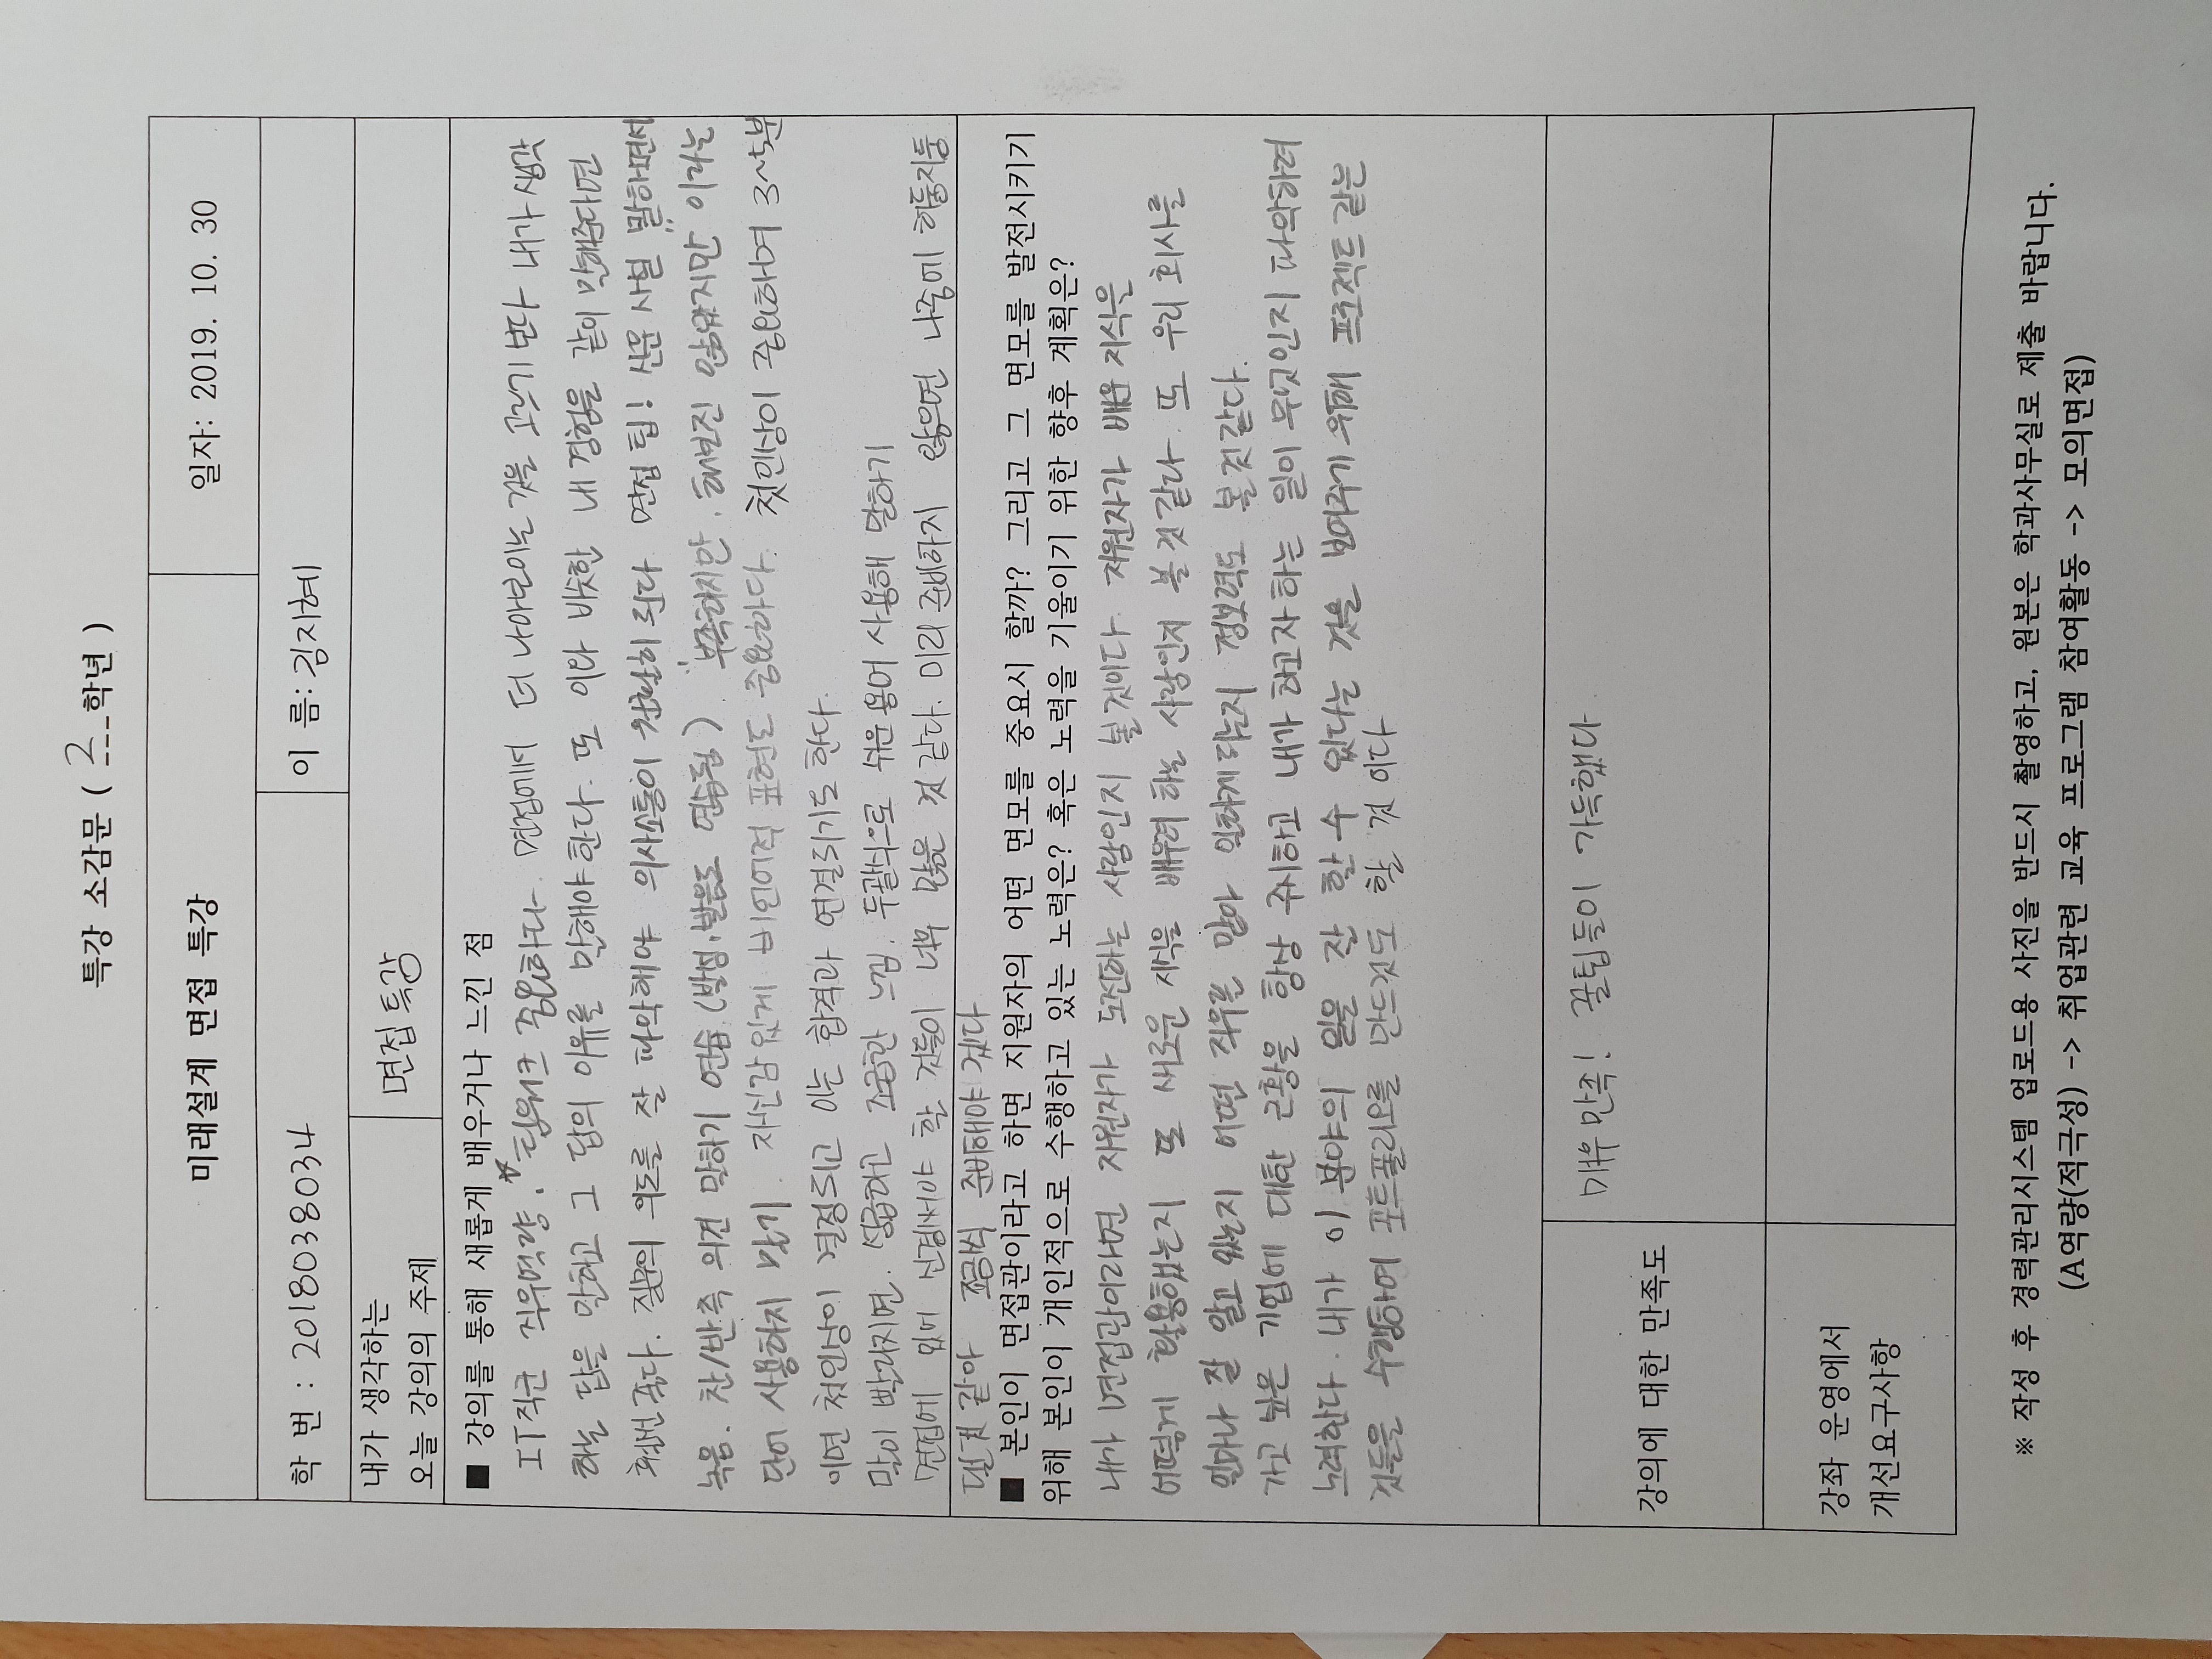 특강 소감문 ( 2 학년 )
미래설계 면접 특강
일자: 2019. 10. 30
학 번 : 2018038034
이 름: 김지혜
내가 생각하는
오늘 강의의 주제
면접 특강
■ 강의를 통해 새롭게 배우거나 느낀 점
IT직군 직무역량, ☆팀워크 중요하다. 면접에서 더 나아보이는 것을 고르기 보다 내가 생각
하는 답을 말하고 그 답의 이유를 말해야 한다. 또 이와 비슷한 내 경험을 같이 말해준다면
훨씬 좋다. 질문의 의도를 잘 파악해야 의사소통이 원활히 된다 면접 팁! 신문 사설 말하면서
녹음. 찬/반측 의견 말하기 연습 (발성, 발음도 연습됨). "부족하지만, 해보진 않았지만" 이라는
단어 사용하지 말기. 자신감 있게 비언어적 표현도 중요하다. 첫인상이 중요하며 3~5분
이면 첫인상이 결정되고 이는 합격과 연결되기도 한다.
말이 빨라지면. 성급하고 조급한 느낌. 두괄식으로 쉬운 용어 사용해 말하기
면접에 있어 신경써야 할 것들이 너무 많은 것 같다. 미리 준비하지 않으면 나중에 허둥지둥
댈 것 같아 조금씩 준비해야 겠다
■ 본인이 면접관이라고 하면 지원자의 어떤 면모를 중요시 할까? 그리고 그 면모를 발전시키기
위해 본인이 개인적으로 수행하고 있는 노력은? 혹은 노력을 기울이기 위한 향후 계획은?
내가 면접관이라면 지원자가 도전하는 사람인지 볼 것이다. 지원자가 배운 지식을
어떻게 활용했는지 또 새로운 지식을 배우려 하는 사람인지 볼 것 같다. 또 우리 회사를
얼마나 잘 알고 있는지 어떤 직무를 맡아 일하게 되는지 정보력도 볼 것 같다.
가고 싶은 기업에 대한 근황을 항상 주시하고 내가 하고자 하는 일이 무엇인지 파악하려
노력한다. 내가 이 분야의 일을 잘 할 수 있다는 것을 보여주기 위해 프로젝트 같은
것들을 수행하여 포트폴리오를 만드것도 할 것 이다
강의에 대한 만족도
매우 만족! 꿀팁들이 가득했다
강좌 운영에서
개선요구사항
※ 작성 후 경력관리시스템 업로드용 사진을 반드시 촬영하고, 원본은 학과사무실로 제출 바랍니다.
(A역량(적극성) -> 취업관련 교육 프로그램 참여활동 -> 모의면접)